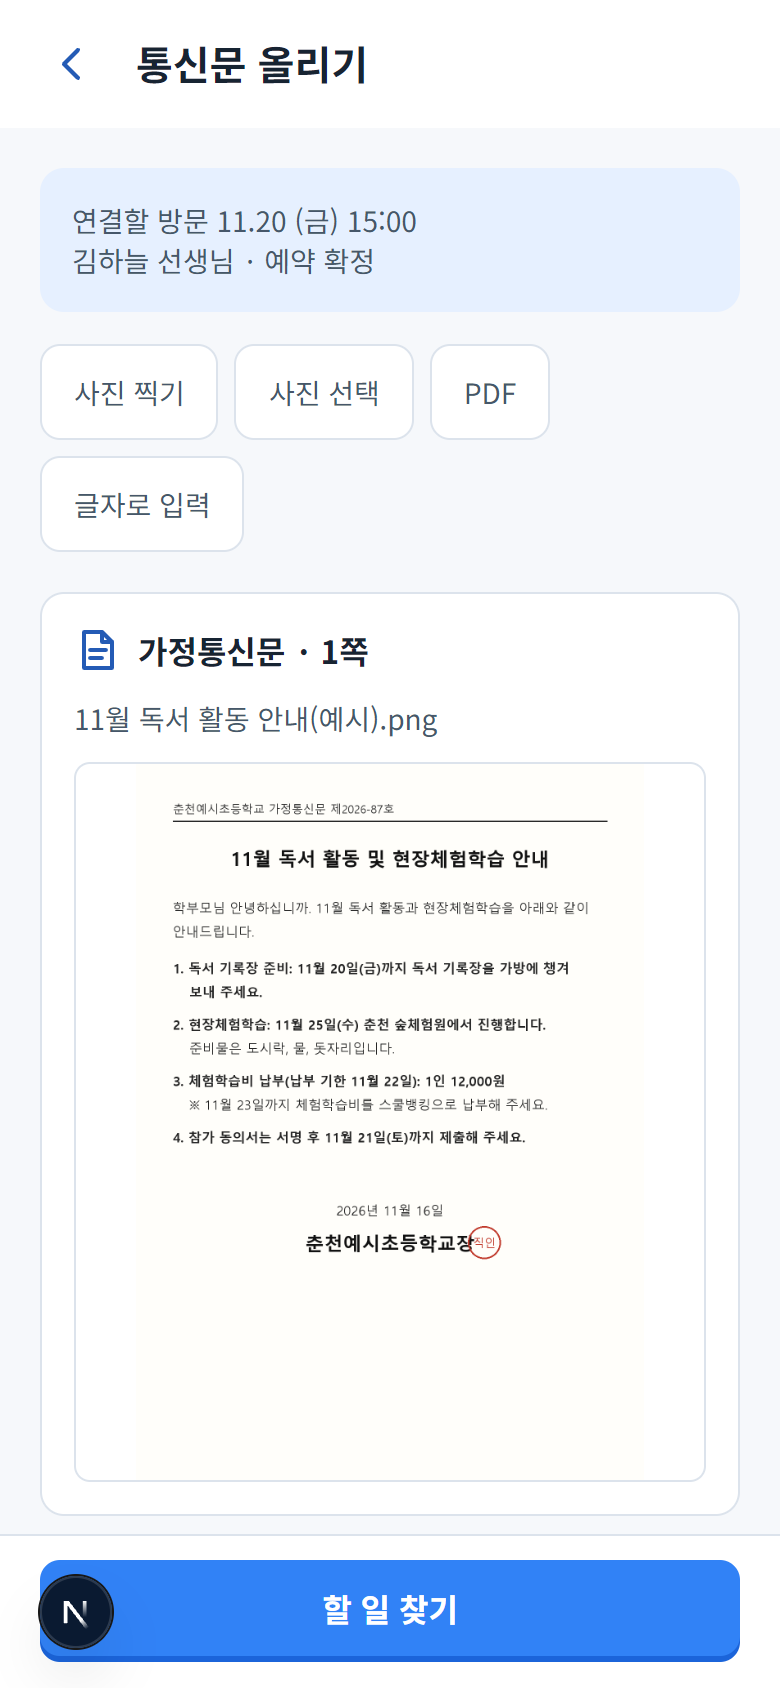 통신문 올리기
연결할 방문 11.20 (금) 15:00
김하늘 선생님 · 예약 확정
사진 찍기
사진 선택
PDF
글자로 입력
가정통신문 · 1쪽
11월 독서 활동 안내(예시).png
춘천예시초등학교 가정통신문 제2026-87호
11월 독서 활동 및 현장체험학습 안내
학부모님 안녕하십니까. 11월 독서 활동과 현장체험학습을 아래와 같이
안내드립니다.
1. 독서 기록장 준비: 11월 20일(금)까지 독서 기록장을 가방에 챙겨
보내 주세요.
2. 현장체험학습: 11월 25일(수) 춘천 숲체험원에서 진행합니다.
준비물은 도시락, 물, 돗자리입니다.
3. 체험학습비 납부(납부 기한 11월 22일): 1인 12,000원
※ 11월 23일까지 체험학습비를 스쿨뱅킹으로 납부해 주세요.
4. 참가 동의서는 서명 후 11월 21일(토)까지 제출해 주세요.
2026년 11월 16일
춘천예시초등학교장
직인
할 일 찾기
N